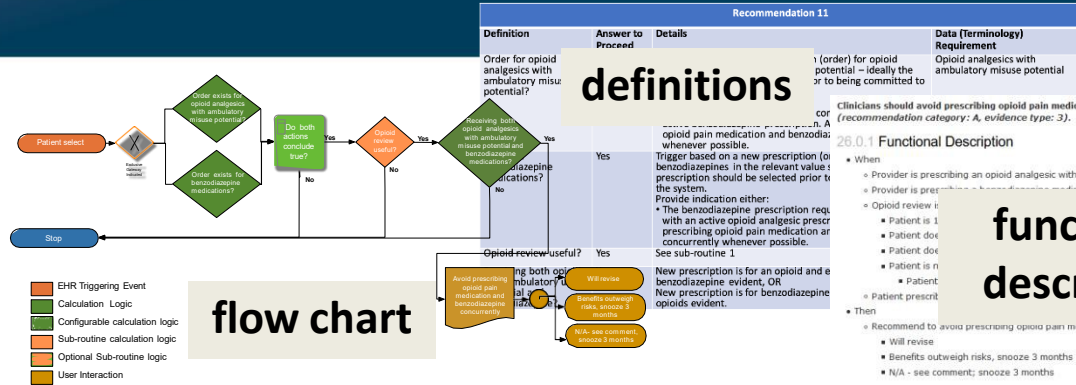 Recommendation 11
Definition
Answer to
Proceed
Details
Data (Terminology)
Requirement
Order for opioid
analgesics with
ambulatory misu
potential?
(order) for opioid
potential – ideally the
or to being committed to
Opioid analgesics with
ambulatory misuse potential
definitions
opioid pain medication and benzodiaz
whenever possible.
Yes
Trigger based on a new prescription (or
benzodiazepines in the relevant value s
prescription should be selected prior t
the system.
Provide indication either:
• The benzodiazepine prescription requ
with an active opioid analgesic prescr
prescribing opioid pain medication an
concurrently whenever possible.
Opioid review useful?
Yes
See sub-routine 1
New prescription is for an opioid and e
benzodiazepine evident, OR
New prescription is for benzodiazepine
opioids evident.
Patient select
Order exists for
opioid analgesics
with ambulatory
misuse potential?
Order exists for
benzodiazepine
medications?
Do both
actions
conclude
true?
Yes
No
Opioid
review
useful?
Yes
No
Receiving both
opioid analgesics
with ambulatory
misuse potential and
benzodiazepine
medications?
Yes
No
Stop
Avoid prescribing
opioid pain
medication and
benzodiazepine
concurrently
Will revise
Benefits outweigh
risks, snooze 3
months
N/A- see comment,
snooze 3 months
EHR Triggering Event
Calculation Logic
Configurable calculation logic
Sub-routine calculation logic
Optional Sub-routine logic
User Interaction
flow chart
Clinicians should avoid prescribing opioid pain medic
(recommendation category: A, evidence type: 3).
26.0.1 Functional Description
• When
Provider is prescribing an opioid analgesic with
Provider is pres
Opioid review i
Patient is 1
Patient doe
Patient doe
Patient is n
Patient
Patient prescrib
• Then
Recommend to avoid prescribing opioid pain m
Will revise
Benefits outweigh risks, snooze 3 months
N/A - see comment; snooze 3 months
func
descr